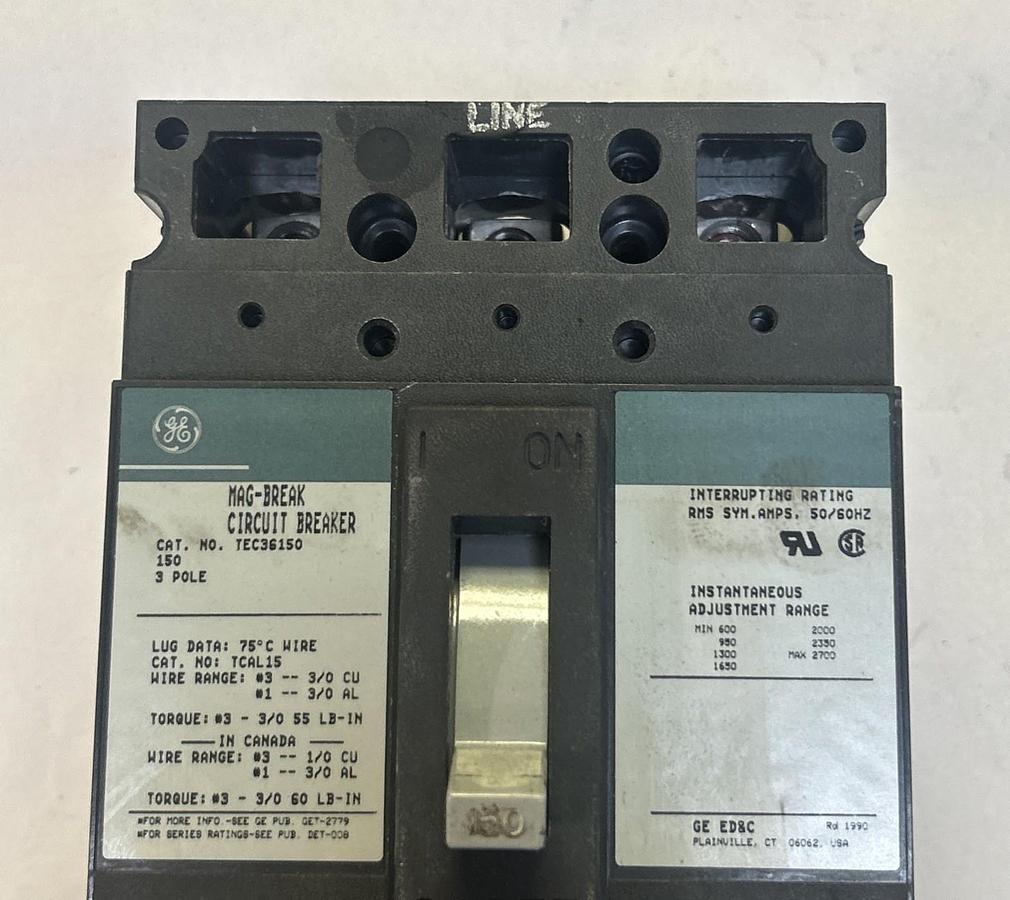 LINE
I ON
GE
MAG-BREAK
CIRCUIT BREAKER
CAT. NO. TEC36150
150
3 POLE
LUG DATA: 75°C WIRE
CAT. NO: TCAL15
WIRE RANGE: #3 -- 3/0 CU
#1 -- 3/0 AL
TORQUE: #3 - 3/0 55 LB-IN
IN CANADA
WIRE RANGE: #3 -- 1/0 CU
#1 -- 3/0 AL
TORQUE: #3 - 3/0 60 LB-IN
*FOR MORE INFO.-SEE GE PUB. GET-2779
*FOR SERIES RATINGS-SEE PUB. DET-008
150
INTERRUPTING RATING
RMS SYM.AMPS. 50/60HZ
RU SA
INSTANTANEOUS
ADJUSTMENT RANGE
MIN 600 2000
950 2350
1300 MAX 2700
1650
GE ED&C Rd 1990
PLAINVILLE, CT 06062, USA